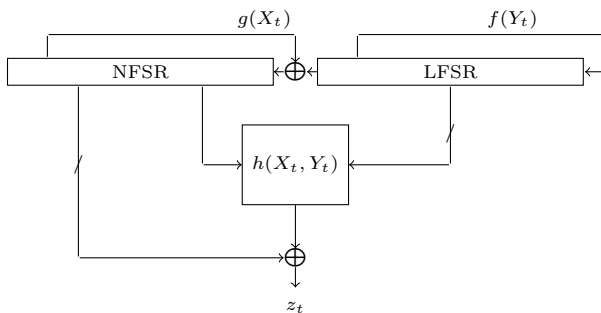 g(X_t) f(Y_t)
NFSR LFSR
h(X_t, Y_t)
z_t